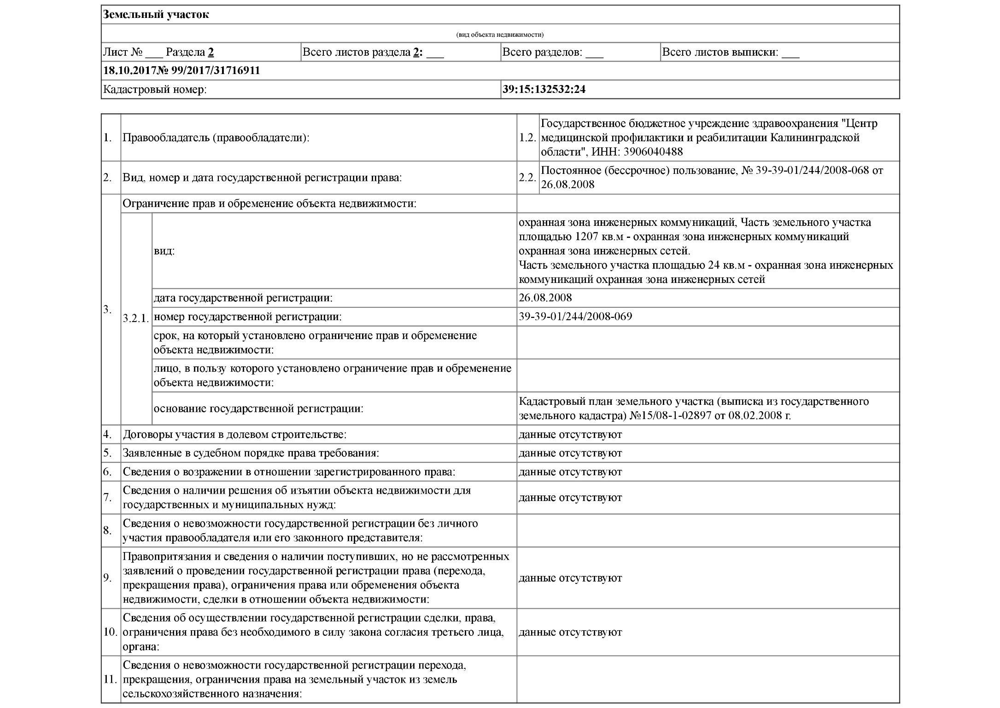 Земельный участок
(вид объекта недвижимости)
Лист № ___ Раздела 2
Всего листов раздела 2: ___
Всего разделов: ___
Всего листов выписки: ___
18.10.2017№ 99/2017/31716911
Кадастровый номер:
39:15:132532:24
1.
Правообладатель (правообладатели):
1.2.
Государственное бюджетное учреждение здравоохранения "Центр
медицинской профилактики и реабилитации Калининградской
области", ИНН: 3906040488
2.
Вид, номер и дата государственной регистрации права:
2.2.
Постоянное (бессрочное) пользование, № 39-39-01/244/2008-068 от
26.08.2008
3.
Ограничение прав и обременение объекта недвижимости:
3.2.1.
вид:
охранная зона инженерных коммуникаций, Часть земельного участка
площадью 1207 кв.м - охранная зона инженерных коммуникаций
охранная зона инженерных сетей.
Часть земельного участка площадью 24 кв.м - охранная зона инженерных
коммуникаций охранная зона инженерных сетей
дата государственной регистрации:
26.08.2008
номер государственной регистрации:
39-39-01/244/2008-069
срок, на который установлено ограничение прав и обременение
объекта недвижимости:
лицо, в пользу которого установлено ограничение прав и обременение
объекта недвижимости:
основание государственной регистрации:
Кадастровый план земельного участка (выписка из государственного
земельного кадастра) №15/08-1-02897 от 08.02.2008 г.
4.
Договоры участия в долевом строительстве:
данные отсутствуют
5.
Заявленные в судебном порядке права требования:
данные отсутствуют
6.
Сведения о возражении в отношении зарегистрированного права:
данные отсутствуют
7.
Сведения о наличии решения об изъятии объекта недвижимости для
государственных и муниципальных нужд:
данные отсутствуют
8.
Сведения о невозможности государственной регистрации без личного
участия правообладателя или его законного представителя:
9.
Правопритязания и сведения о наличии поступивших, но не рассмотренных
заявлений о проведении государственной регистрации права (перехода,
прекращения права), ограничения права или обременения объекта
недвижимости, сделки в отношении объекта недвижимости:
данные отсутствуют
10.
Сведения об осуществлении государственной регистрации сделки, права,
ограничения права без необходимого в силу закона согласия третьего лица,
органа:
данные отсутствуют
11.
Сведения о невозможности государственной регистрации перехода,
прекращения, ограничения права на земельный участок из земель
сельскохозяйственного назначения: